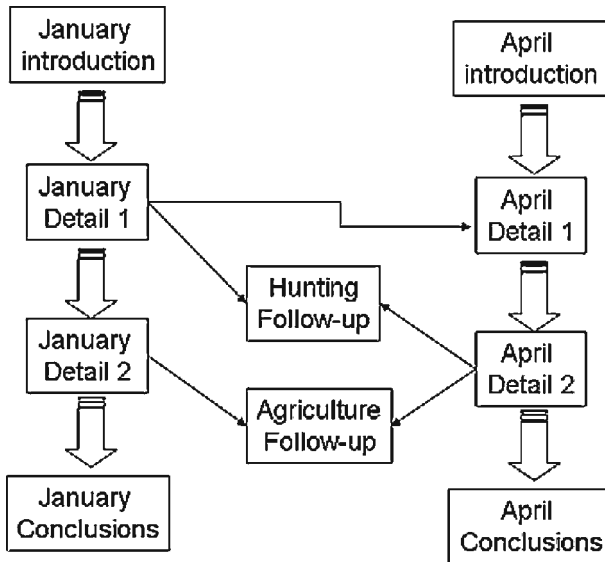 January
introduction
April
introduction
January
Detail 1
April
Detail 1
Hunting
Follow-up
January
Detail 2
April
Detail 2
Agriculture
Follow-up
January
Conclusions
April
Conclusions